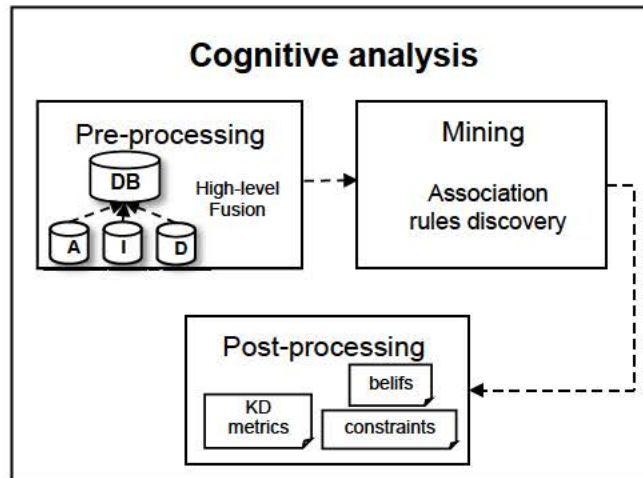 Cognitive analysis
Pre-processing
DB
High-level
Fusion
A
I
D
Mining
Association
rules discovery
Post-processing
belifs
KD
metrics
constraints